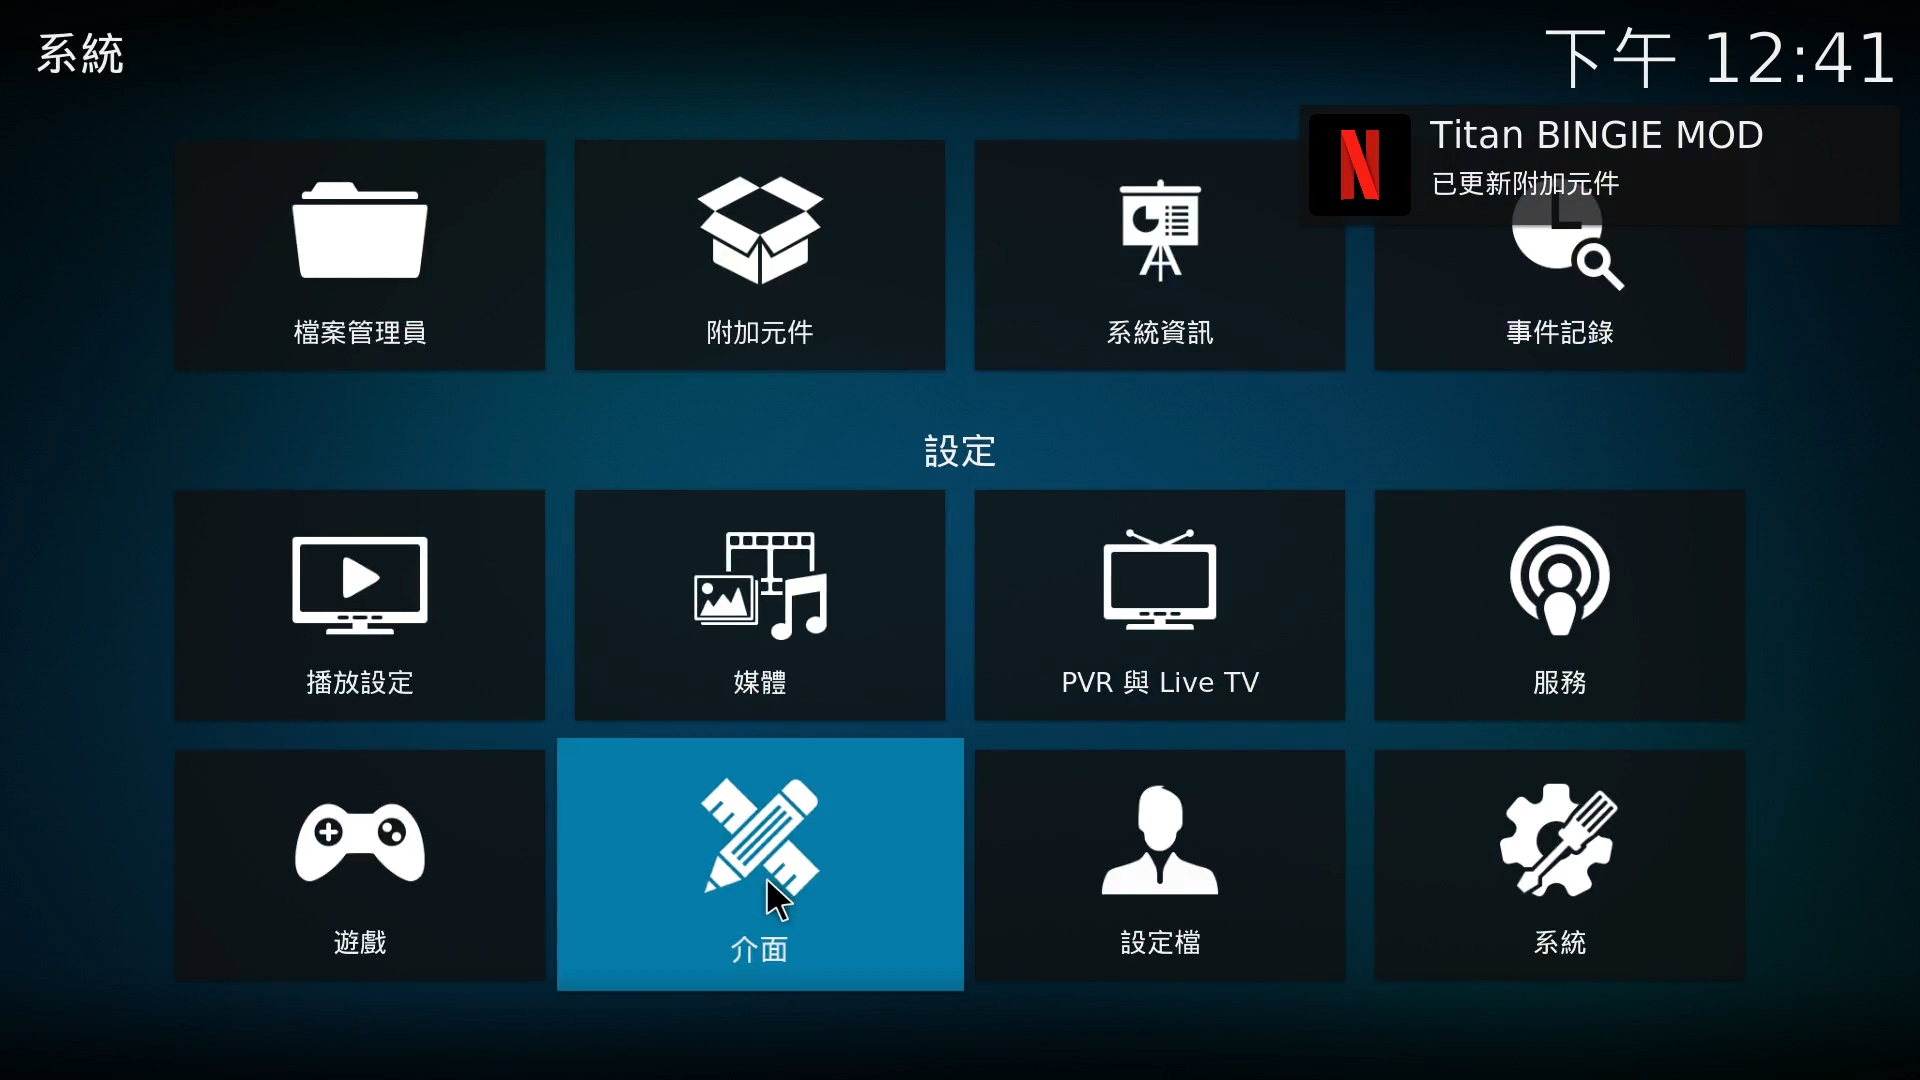 系統
下午 12:41
Titan BINGIE MOD
已更新附加元件
檔案管理員
附加元件
系統資訊
事件記錄
設定
播放設定
媒體
PVR 與 Live TV
服務
遊戲
介面
設定檔
系統